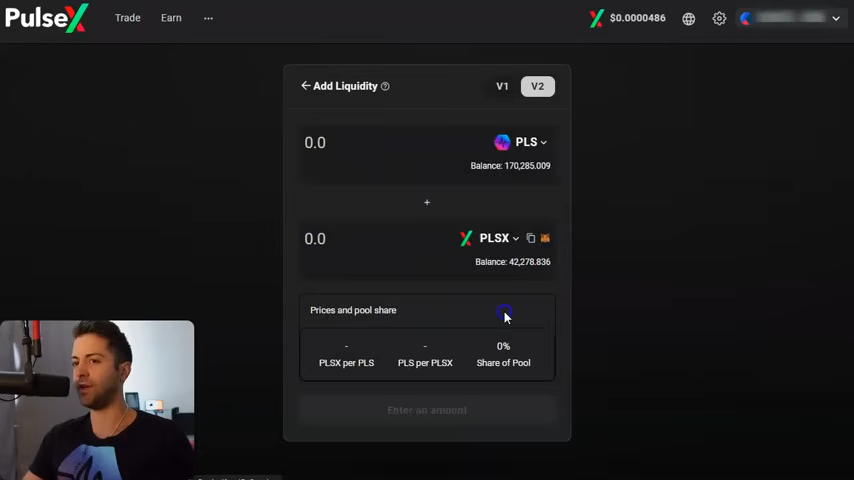 PulseX
Trade
Earn
$0.0000486
Add Liquidity
V1
V2
0.0
PLS
Balance: 170,285.009
+
0.0
PLSX
Balance: 42,278.836
Prices and pool share
-
-
0%
PLSX per PLS
PLS per PLSX
Share of Pool
Enter an amount